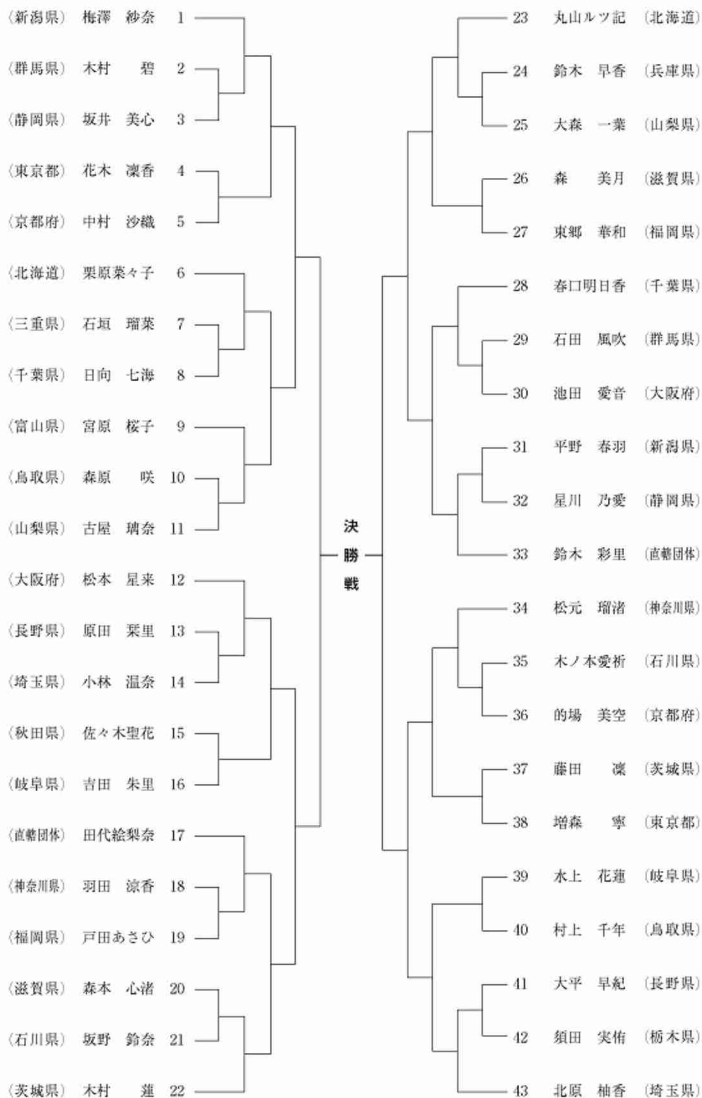 (新潟県) 梅澤 紗奈 1
(群馬県) 木村 碧 2
(静岡県) 坂井 美心 3
(東京都) 花木 凜香 4
(京都府) 中村 沙織 5
(北海道) 栗原菜々子 6
(三重県) 石垣 瑠菜 7
(千葉県) 日向 七海 8
(富山県) 宮原 桜子 9
(鳥取県) 森原 咲 10
(山梨県) 古屋 璃奈 11
(大阪府) 松本 星来 12
(長野県) 原田 栞里 13
(埼玉県) 小林 温奈 14
(秋田県) 佐々木聖花 15
(岐阜県) 吉田 朱里 16
(直轄団体) 田代絵梨奈 17
(神奈川県) 羽田 涼香 18
(福岡県) 戸田あさひ 19
(滋賀県) 森本 心渚 20
(石川県) 坂野 鈴奈 21
(茨城県) 木村 蓮 22
決勝戦
23 丸山ルツ記 (北海道)
24 鈴木 早香 (兵庫県)
25 大森 一葉 (山梨県)
26 森 美月 (滋賀県)
27 東郷 華和 (福岡県)
28 春口明日香 (千葉県)
29 石田 風吹 (群馬県)
30 池田 愛音 (大阪府)
31 平野 春羽 (新潟県)
32 星川 乃愛 (静岡県)
33 鈴木 彩里 (直轄団体)
34 松元 瑠渚 (神奈川県)
35 木ノ本愛祈 (石川県)
36 的場 美空 (京都府)
37 藤田 凜 (茨城県)
38 増森 寧 (東京都)
39 水上 花蓮 (岐阜県)
40 村上 千年 (鳥取県)
41 大平 早紀 (長野県)
42 須田 実侑 (栃木県)
43 北原 柚香 (埼玉県)